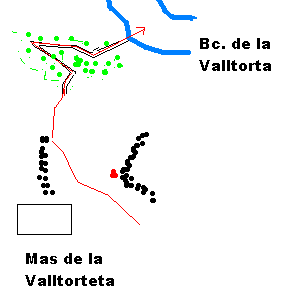 Bc. de la
Valltorta
Mas de la
Valltorteta